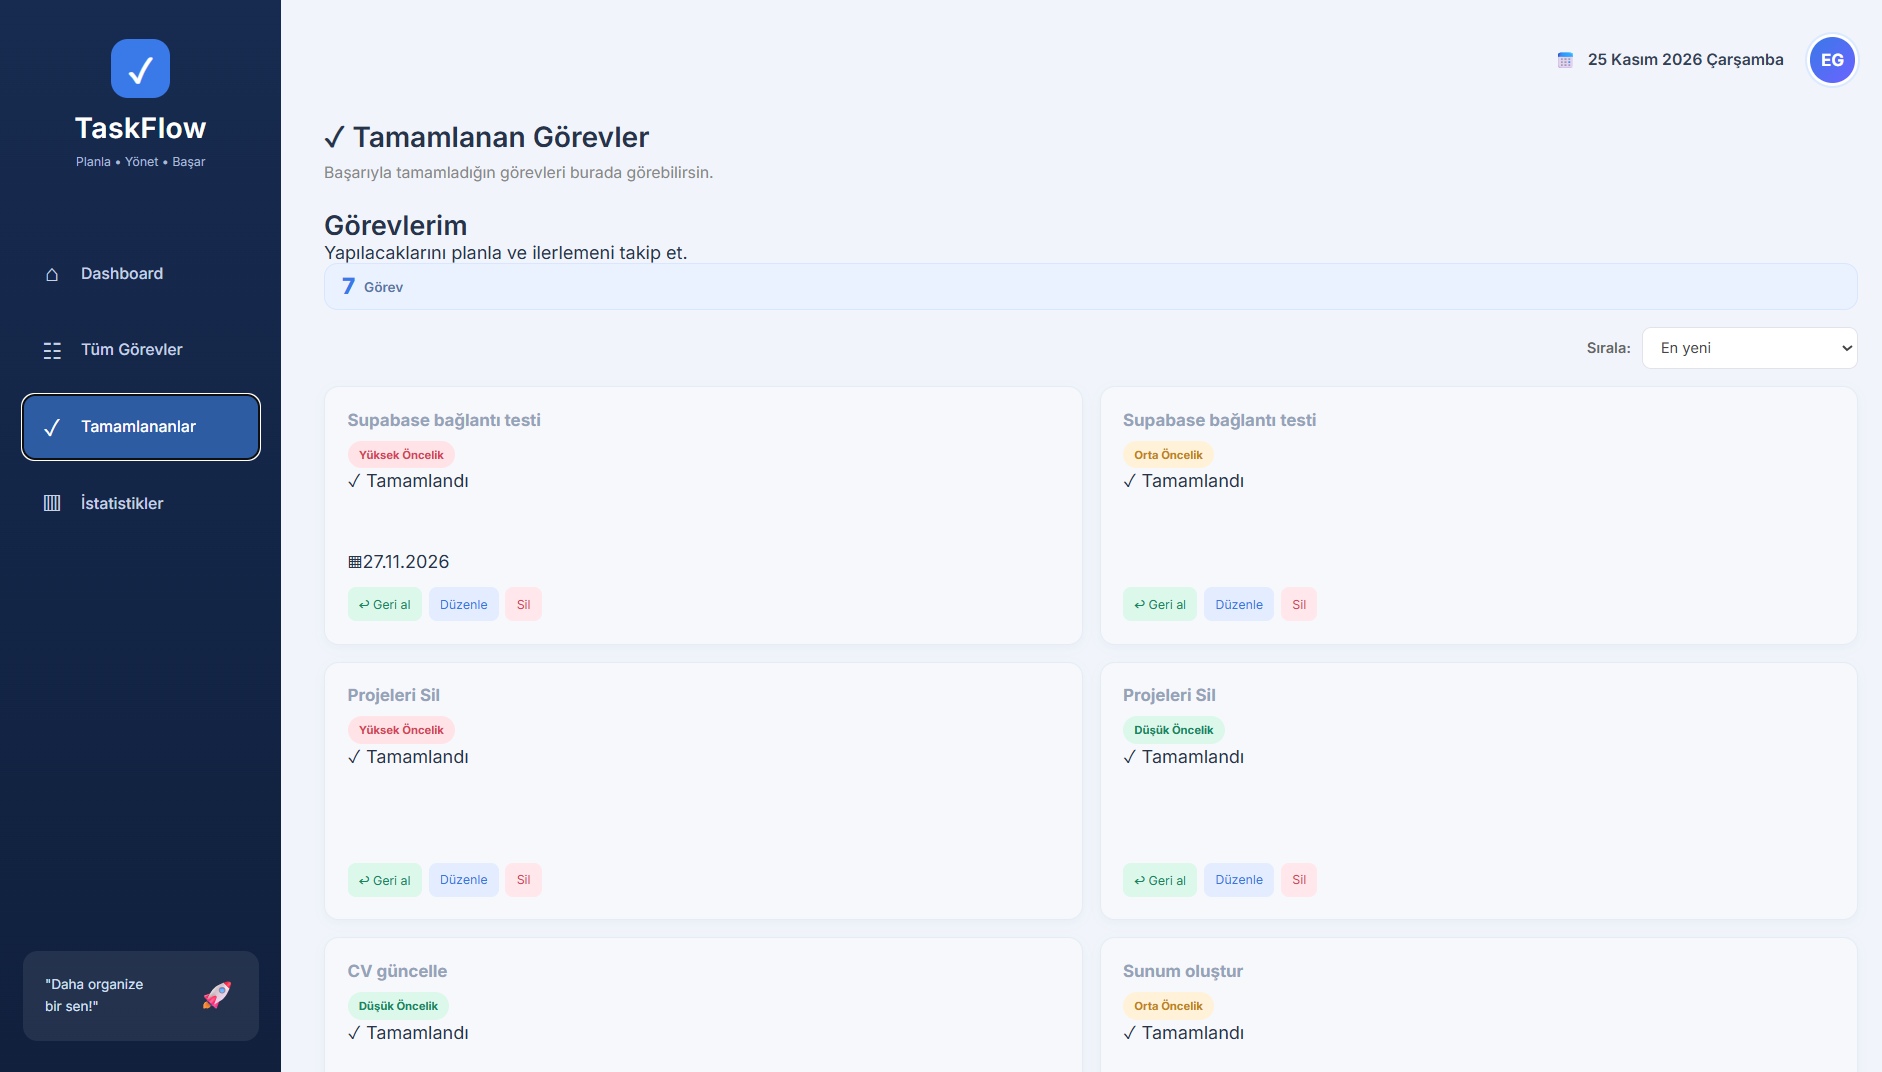 TaskFlow
Planla • Yönet • Başar
Dashboard
Tüm Görevler
Tamamlananlar
İstatistikler
"Daha organize
bir sen!"
25 Kasım 2026 Çarşamba
EG
✓ Tamamlanan Görevler
Başarıyla tamamladığın görevleri burada görebilirsin.
Görevlerim
Yapılacaklarını planla ve ilerlemeni takip et.
7 Görev
Sırala: En yeni
Supabase bağlantı testi
Yüksek Öncelik
✓ Tamamlandı
27.11.2026
↩ Geri al Düzenle Sil
Supabase bağlantı testi
Orta Öncelik
✓ Tamamlandı
↩ Geri al Düzenle Sil
Projeleri Sil
Yüksek Öncelik
✓ Tamamlandı
↩ Geri al Düzenle Sil
Projeleri Sil
Düşük Öncelik
✓ Tamamlandı
↩ Geri al Düzenle Sil
CV güncelle
Düşük Öncelik
✓ Tamamlandı
Sunum oluştur
Orta Öncelik
✓ Tamamlandı